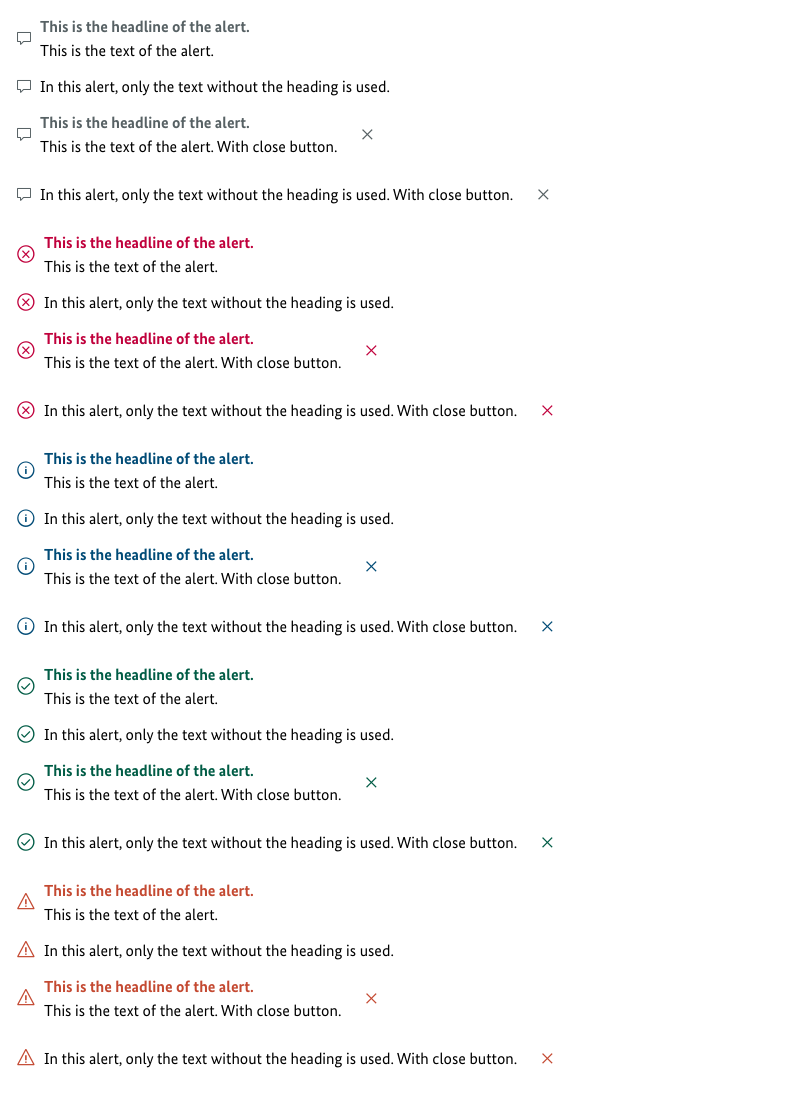 This is the headline of the alert.
This is the text of the alert.
In this alert, only the text without the heading is used.
This is the headline of the alert.
This is the text of the alert. With close button.
In this alert, only the text without the heading is used. With close button.
This is the headline of the alert.
This is the text of the alert.
In this alert, only the text without the heading is used.
This is the headline of the alert.
This is the text of the alert. With close button.
In this alert, only the text without the heading is used. With close button.
This is the headline of the alert.
This is the text of the alert.
In this alert, only the text without the heading is used.
This is the headline of the alert.
This is the text of the alert. With close button.
In this alert, only the text without the heading is used. With close button.
This is the headline of the alert.
This is the text of the alert.
In this alert, only the text without the heading is used.
This is the headline of the alert.
This is the text of the alert. With close button.
In this alert, only the text without the heading is used. With close button.
This is the headline of the alert.
This is the text of the alert.
In this alert, only the text without the heading is used.
This is the headline of the alert.
This is the text of the alert. With close button.
In this alert, only the text without the heading is used. With close button.